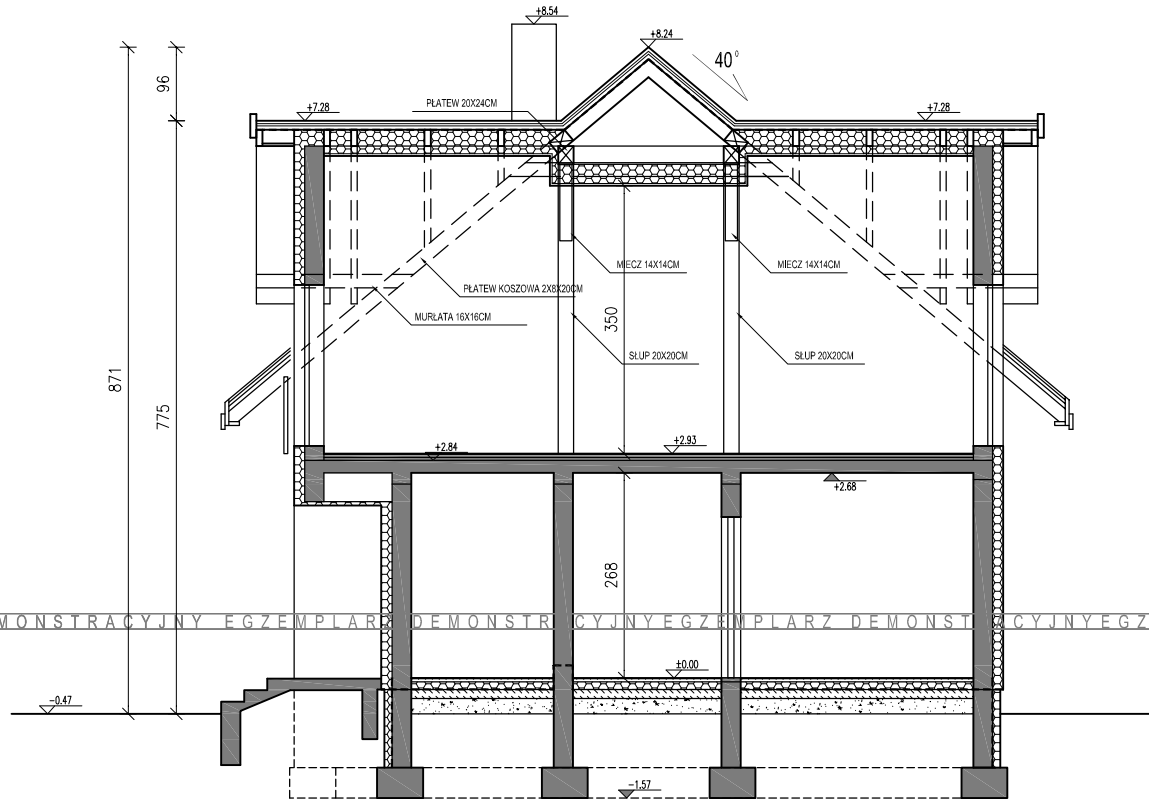 +8.54
+8.24
40°
96
PŁATEW 20X24CM
+7.28
+7.28
MIECZ 14X14CM
MIECZ 14X14CM
PŁATEW KOSZOWA 2X8X20CM
MURŁATA 16X16CM
350
SŁUP 20X20CM
SŁUP 20X20CM
871
775
+2.84
+2.93
+2.68
268
MONSTRACYJNY EGZEMPLARZ DEMONSTRACYJNY EGZEMPLARZ DEMONSTRACYJNY EGZ
±0.00
-0.47
-1.57